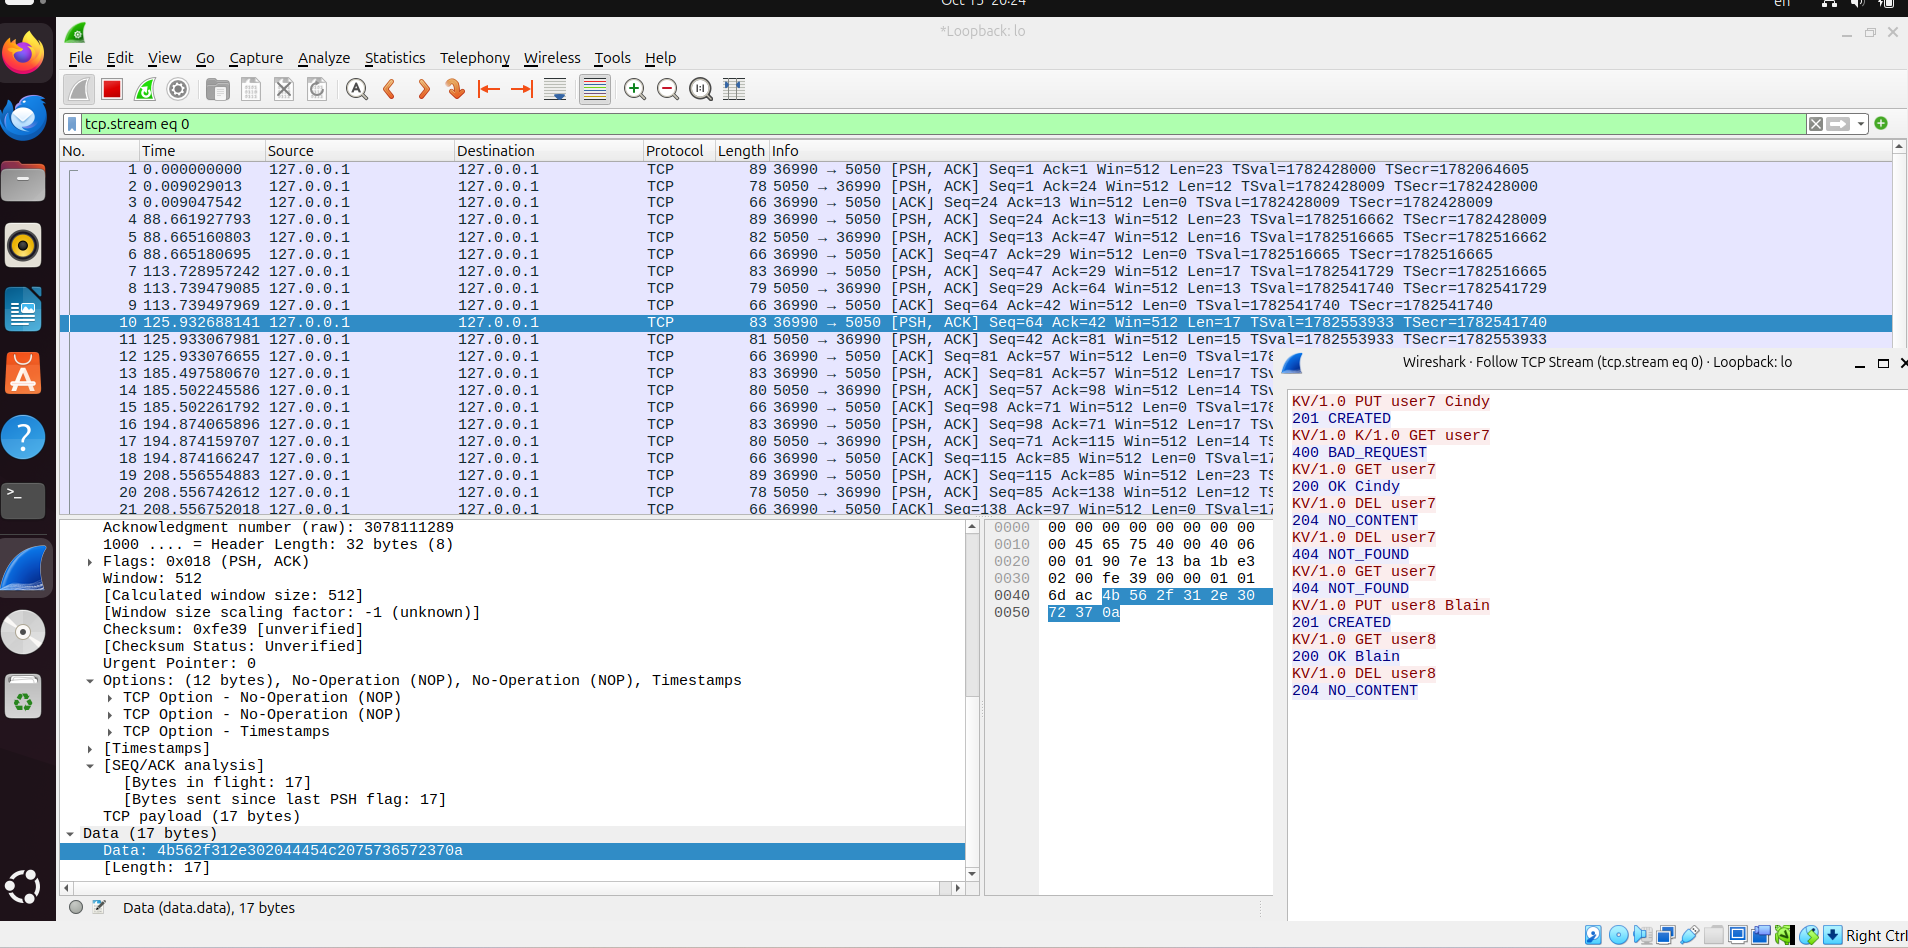 Oct 15 20:24
en
*Loopback: lo
File Edit View Go Capture Analyze Statistics Telephony Wireless Tools Help
tcp.stream eq 0
No. Time Source Destination Protocol Length Info
1 0.000000000 127.0.0.1 127.0.0.1 TCP 89 36990 → 5050 [PSH, ACK] Seq=1 Ack=1 Win=512 Len=23 TSval=1782428000 TSecr=1782064605
2 0.009029013 127.0.0.1 127.0.0.1 TCP 78 5050 → 36990 [PSH, ACK] Seq=1 Ack=24 Win=512 Len=12 TSval=1782428009 TSecr=1782428000
3 0.009047542 127.0.0.1 127.0.0.1 TCP 66 36990 → 5050 [ACK] Seq=24 Ack=13 Win=512 Len=0 TSval=1782428009 TSecr=1782428009
4 88.661927793 127.0.0.1 127.0.0.1 TCP 89 36990 → 5050 [PSH, ACK] Seq=24 Ack=13 Win=512 Len=23 TSval=1782516662 TSecr=1782428009
5 88.665160803 127.0.0.1 127.0.0.1 TCP 82 5050 → 36990 [PSH, ACK] Seq=13 Ack=47 Win=512 Len=16 TSval=1782516665 TSecr=1782516662
6 88.665180695 127.0.0.1 127.0.0.1 TCP 66 36990 → 5050 [ACK] Seq=47 Ack=29 Win=512 Len=0 TSval=1782516665 TSecr=1782516665
7 113.728957242 127.0.0.1 127.0.0.1 TCP 83 36990 → 5050 [PSH, ACK] Seq=47 Ack=29 Win=512 Len=17 TSval=1782541729 TSecr=1782516665
8 113.739479085 127.0.0.1 127.0.0.1 TCP 79 5050 → 36990 [PSH, ACK] Seq=29 Ack=64 Win=512 Len=13 TSval=1782541740 TSecr=1782541729
9 113.739497969 127.0.0.1 127.0.0.1 TCP 66 36990 → 5050 [ACK] Seq=64 Ack=42 Win=512 Len=0 TSval=1782541740 TSecr=1782541740
10 125.932688141 127.0.0.1 127.0.0.1 TCP 83 36990 → 5050 [PSH, ACK] Seq=64 Ack=42 Win=512 Len=17 TSval=1782553933 TSecr=1782541740
11 125.933067981 127.0.0.1 127.0.0.1 TCP 81 5050 → 36990 [PSH, ACK] Seq=42 Ack=81 Win=512 Len=15 TSval=1782553933 TSecr=1782553933
12 125.933076655 127.0.0.1 127.0.0.1 TCP 66 36990 → 5050 [ACK] Seq=81 Ack=57 Win=512 Len=0 TSval=178
13 185.497580670 127.0.0.1 127.0.0.1 TCP 83 36990 → 5050 [PSH, ACK] Seq=81 Ack=57 Win=512 Len=17 TSv
14 185.502245586 127.0.0.1 127.0.0.1 TCP 80 5050 → 36990 [PSH, ACK] Seq=57 Ack=98 Win=512 Len=14 TSv
15 185.502261792 127.0.0.1 127.0.0.1 TCP 66 36990 → 5050 [ACK] Seq=98 Ack=71 Win=512 Len=0 TSval=178
16 194.874065896 127.0.0.1 127.0.0.1 TCP 83 36990 → 5050 [PSH, ACK] Seq=98 Ack=71 Win=512 Len=17 TSv
17 194.874159707 127.0.0.1 127.0.0.1 TCP 80 5050 → 36990 [PSH, ACK] Seq=71 Ack=115 Win=512 Len=14 TS
18 194.874166247 127.0.0.1 127.0.0.1 TCP 66 36990 → 5050 [ACK] Seq=115 Ack=85 Win=512 Len=0 TSval=17
19 208.556554883 127.0.0.1 127.0.0.1 TCP 89 36990 → 5050 [PSH, ACK] Seq=115 Ack=85 Win=512 Len=23 TS
20 208.556742612 127.0.0.1 127.0.0.1 TCP 78 5050 → 36990 [PSH, ACK] Seq=85 Ack=138 Win=512 Len=12 TS
21 208.556752018 127.0.0.1 127.0.0.1 TCP 66 36990 → 5050 [ACK] Seq=138 Ack=97 Win=512 Len=0 TSval=17
Acknowledgment number (raw): 3078111289
1000 .... = Header Length: 32 bytes (8)
Flags: 0x018 (PSH, ACK)
Window: 512
[Calculated window size: 512]
[Window size scaling factor: -1 (unknown)]
Checksum: 0xfe39 [unverified]
[Checksum Status: Unverified]
Urgent Pointer: 0
Options: (12 bytes), No-Operation (NOP), No-Operation (NOP), Timestamps
TCP Option - No-Operation (NOP)
TCP Option - No-Operation (NOP)
TCP Option - Timestamps
[Timestamps]
[SEQ/ACK analysis]
[Bytes in flight: 17]
[Bytes sent since last PSH flag: 17]
TCP payload (17 bytes)
Data (17 bytes)
Data: 4b562f312e302044454c2075736572370a
[Length: 17]
0000 00 00 00 00 00 00 00 00
0010 00 45 65 75 40 00 40 06
0020 00 01 90 7e 13 ba 1b e3
0030 02 00 fe 39 00 00 01 01
0040 6d ac 4b 56 2f 31 2e 30
0050 72 37 0a
Wireshark · Follow TCP Stream (tcp.stream eq 0) · Loopback: lo
KV/1.0 PUT user7 Cindy
201 CREATED
KV/1.0 K/1.0 GET user7
400 BAD_REQUEST
KV/1.0 GET user7
200 OK Cindy
KV/1.0 DEL user7
204 NO_CONTENT
KV/1.0 DEL user7
404 NOT_FOUND
KV/1.0 GET user7
404 NOT_FOUND
KV/1.0 PUT user8 Blain
201 CREATED
KV/1.0 GET user8
200 OK Blain
KV/1.0 DEL user8
204 NO_CONTENT
Data (data.data), 17 bytes
Right Ctrl